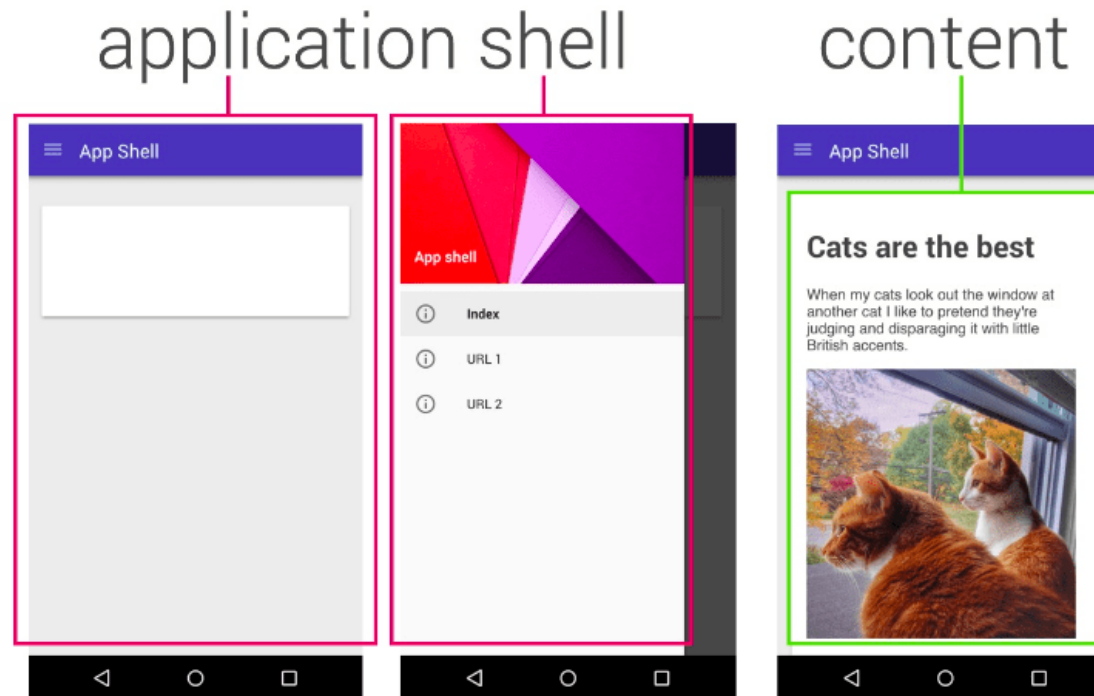 application shell
content
App Shell
App shell
Index
URL 1
URL 2
App Shell
Cats are the best
When my cats look out the window at
another cat I like to pretend they're
judging and disparaging it with little
British accents.